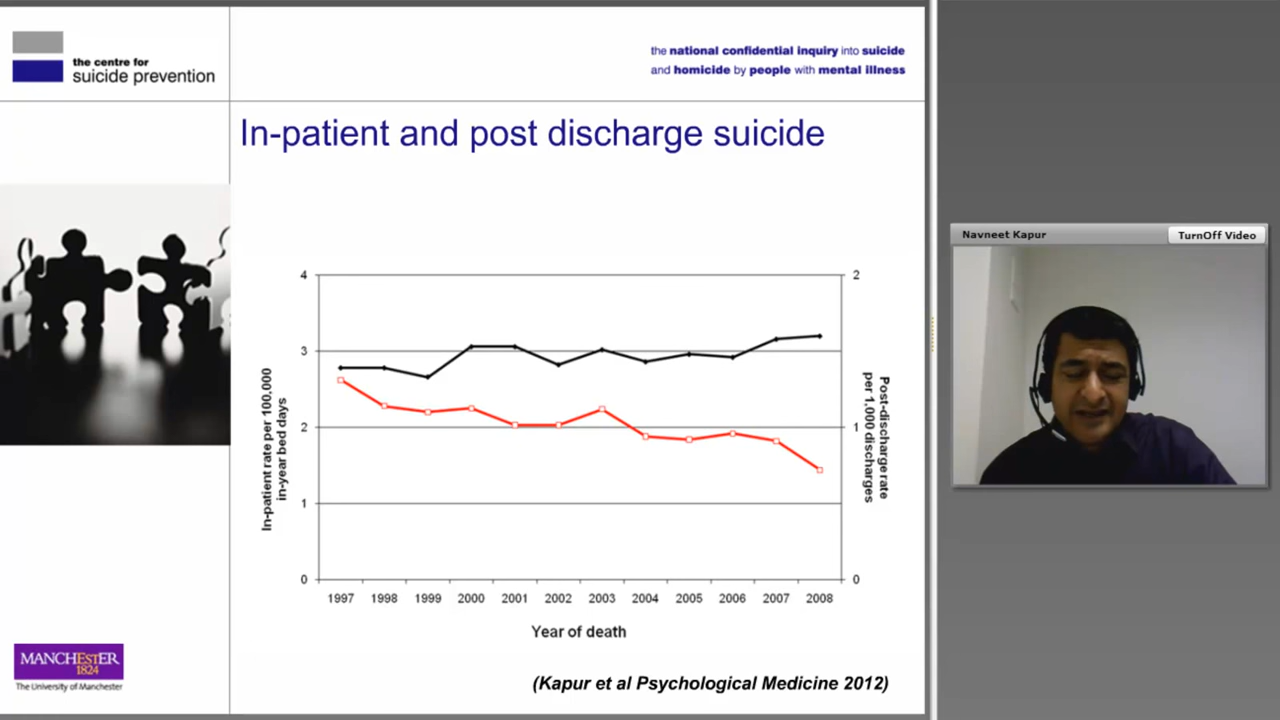 the centre for
suicide prevention
the national confidential inquiry into suicide
and homicide by people with mental illness
In-patient and post discharge suicide
Navneet Kapur
TurnOff Video
4
3
2
1
0
In-patient rate per 100,000
in-year bed days
2
1
0
Post-discharge rate
per 1,000 discharges
1997 1998 1999 2000 2001 2002 2003 2004 2005 2006 2007 2008
Year of death
MANCHESTER
1824
The University of Manchester
(Kapur et al Psychological Medicine 2012)